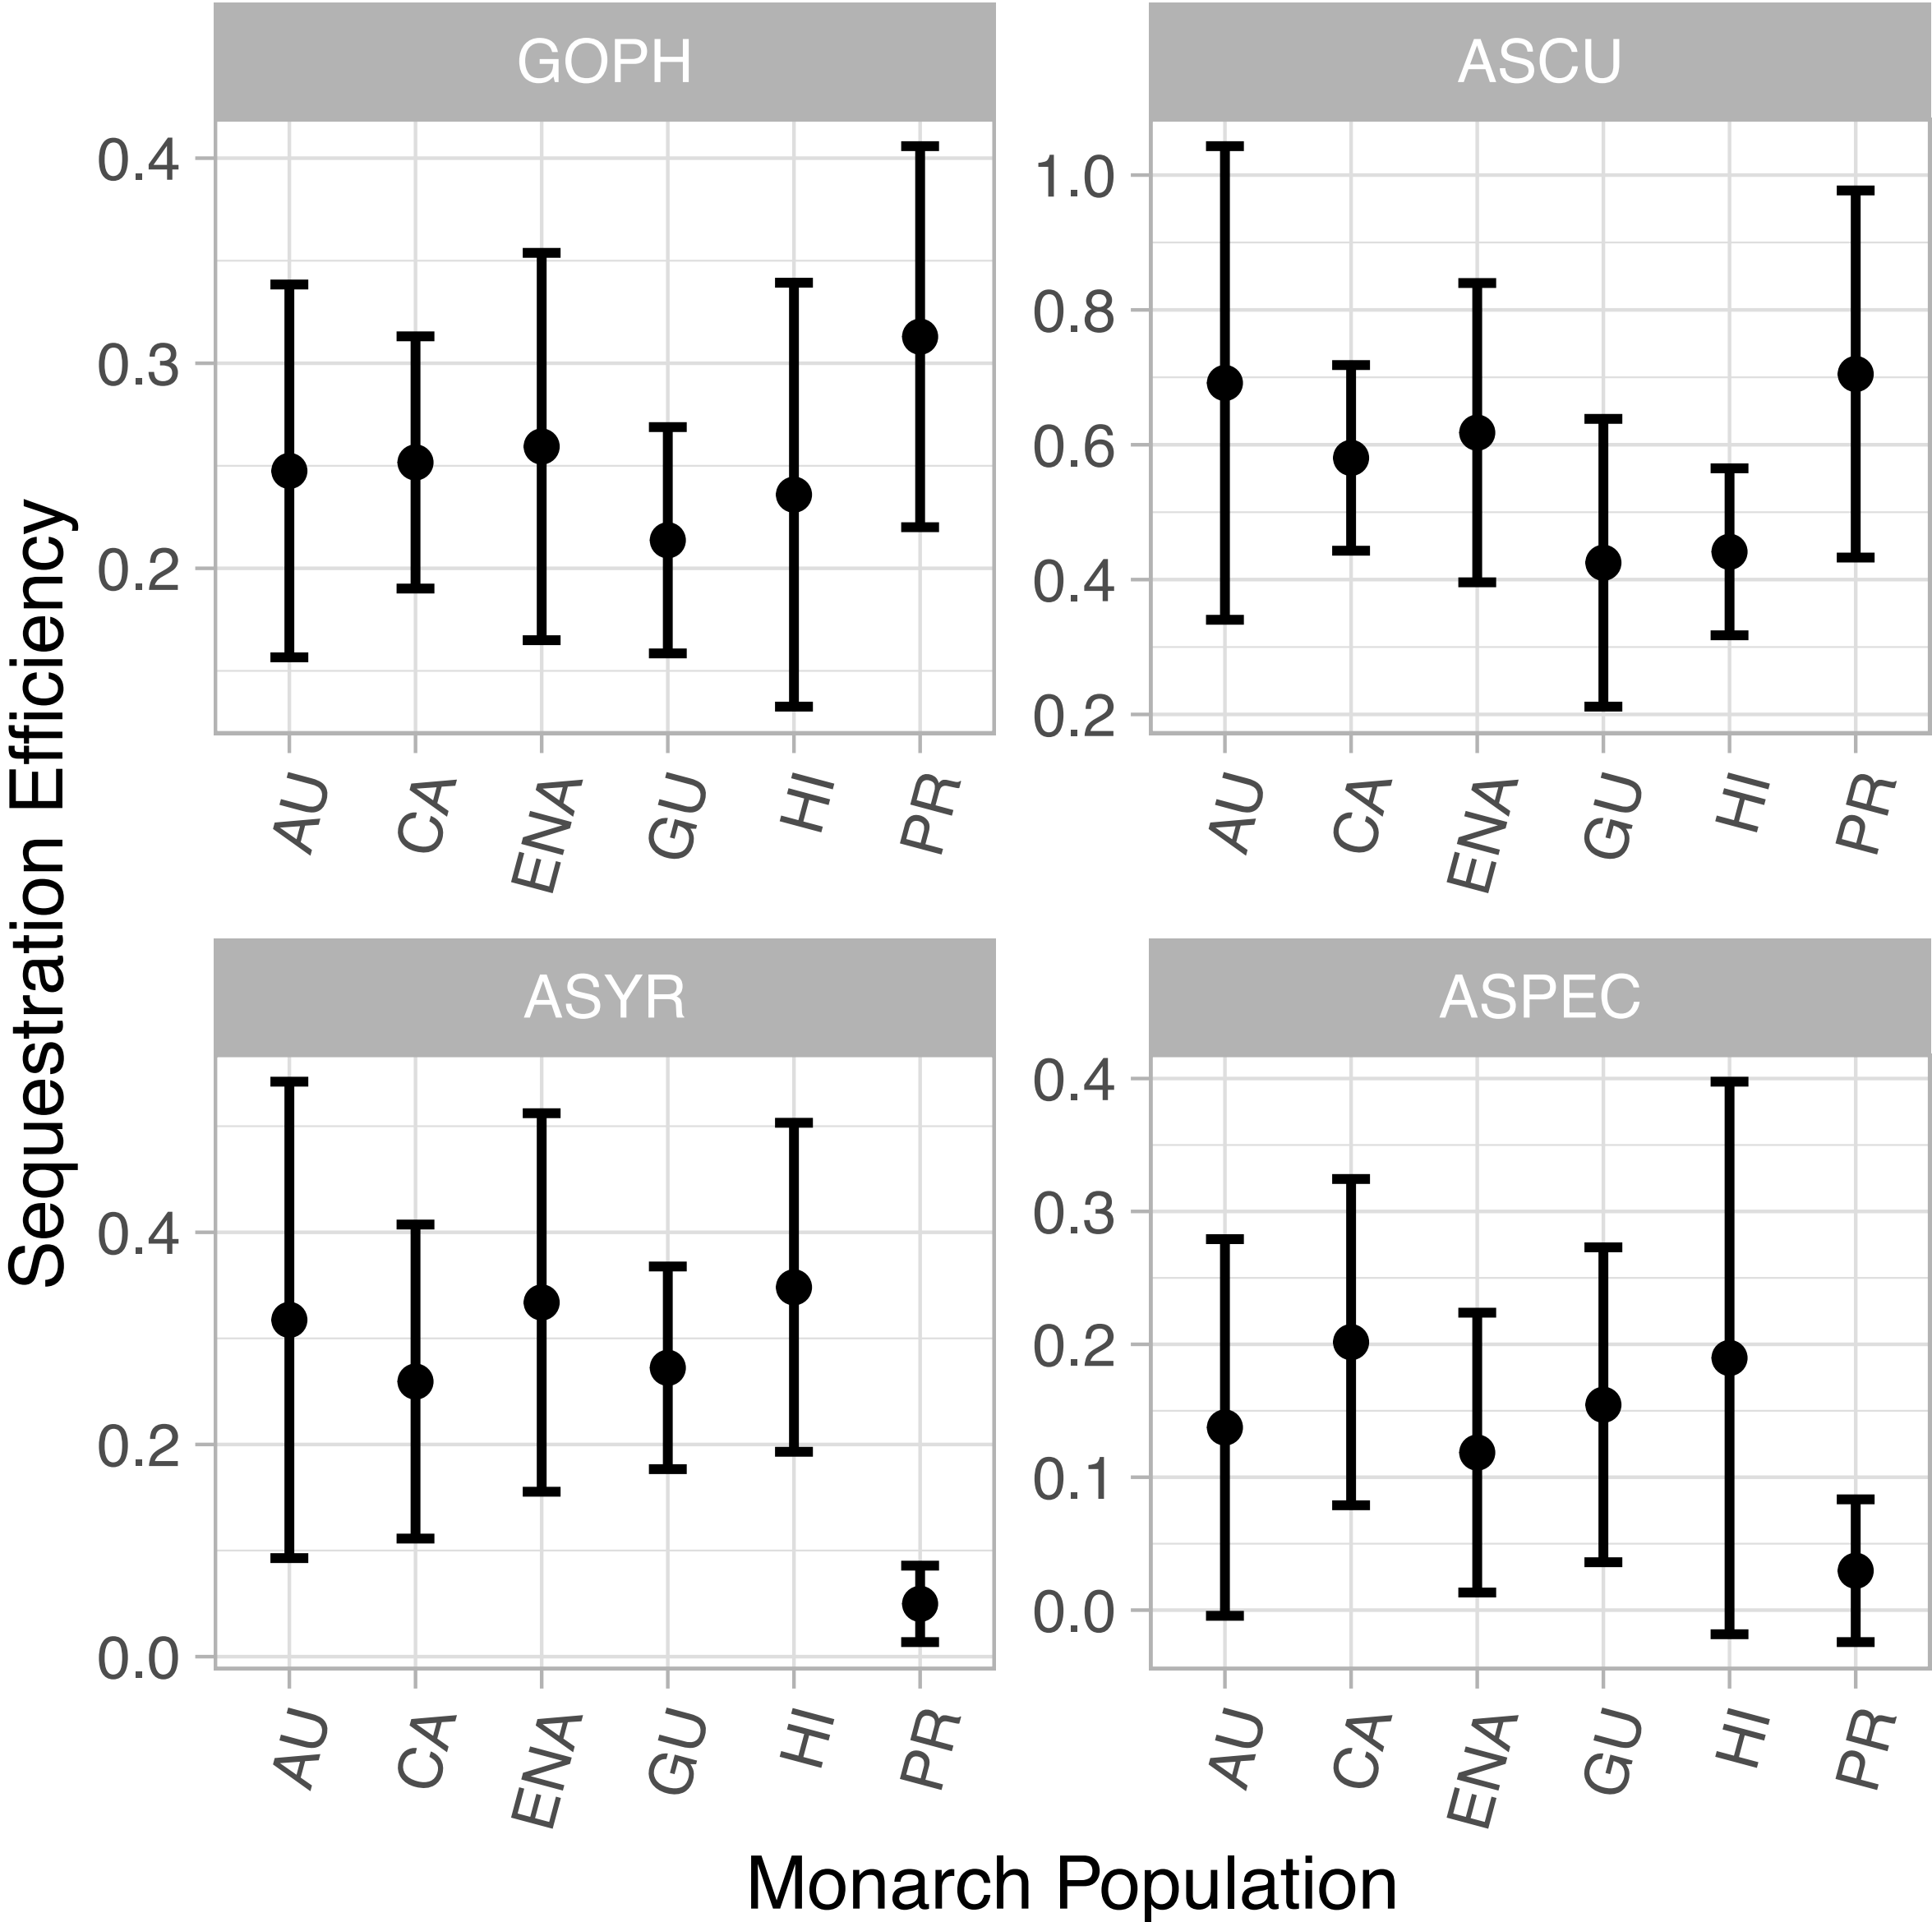 Sequestration Efficiency
GOPH
0.4
0.3
0.2
AU CA ENA GU HI PR
ASCU
1.0
0.8
0.6
0.4
0.2
AU CA ENA GU HI PR
ASYR
0.4
0.2
0.0
AU CA ENA GU HI PR
ASPEC
0.4
0.3
0.2
0.1
0.0
AU CA ENA GU HI PR
Monarch Population